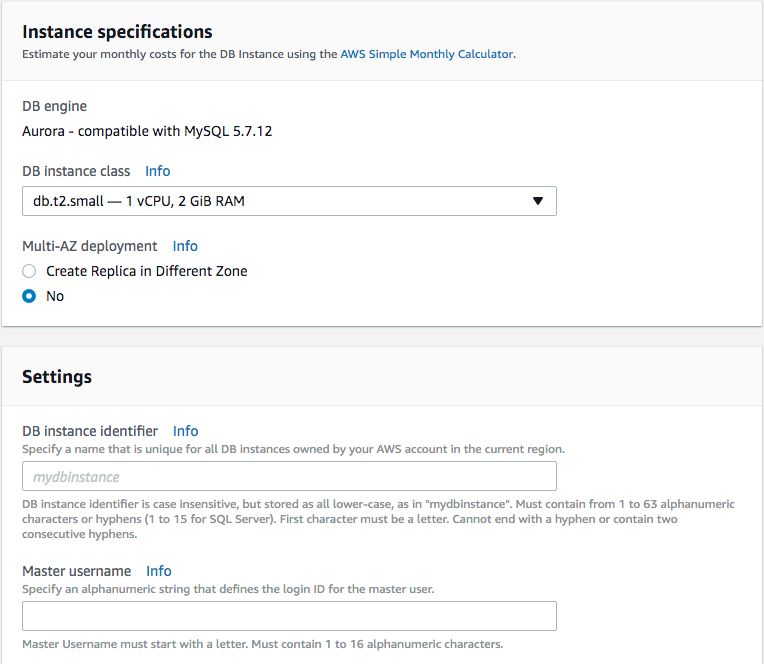 Instance specifications
Estimate your monthly costs for the DB Instance using the AWS Simple Monthly Calculator.
DB engine
Aurora - compatible with MySQL 5.7.12
DB instance class Info
db.t2.small — 1 vCPU, 2 GiB RAM
Multi-AZ deployment Info
Create Replica in Different Zone
No
Settings
DB instance identifier Info
Specify a name that is unique for all DB instances owned by your AWS account in the current region.
mydbinstance
DB instance identifier is case insensitive, but stored as all lower-case, as in "mydbinstance". Must contain from 1 to 63 alphanumeric
characters or hyphens (1 to 15 for SQL Server). First character must be a letter. Cannot end with a hyphen or contain two
consecutive hyphens.
Master username Info
Specify an alphanumeric string that defines the login ID for the master user.
Master Username must start with a letter. Must contain 1 to 16 alphanumeric characters.